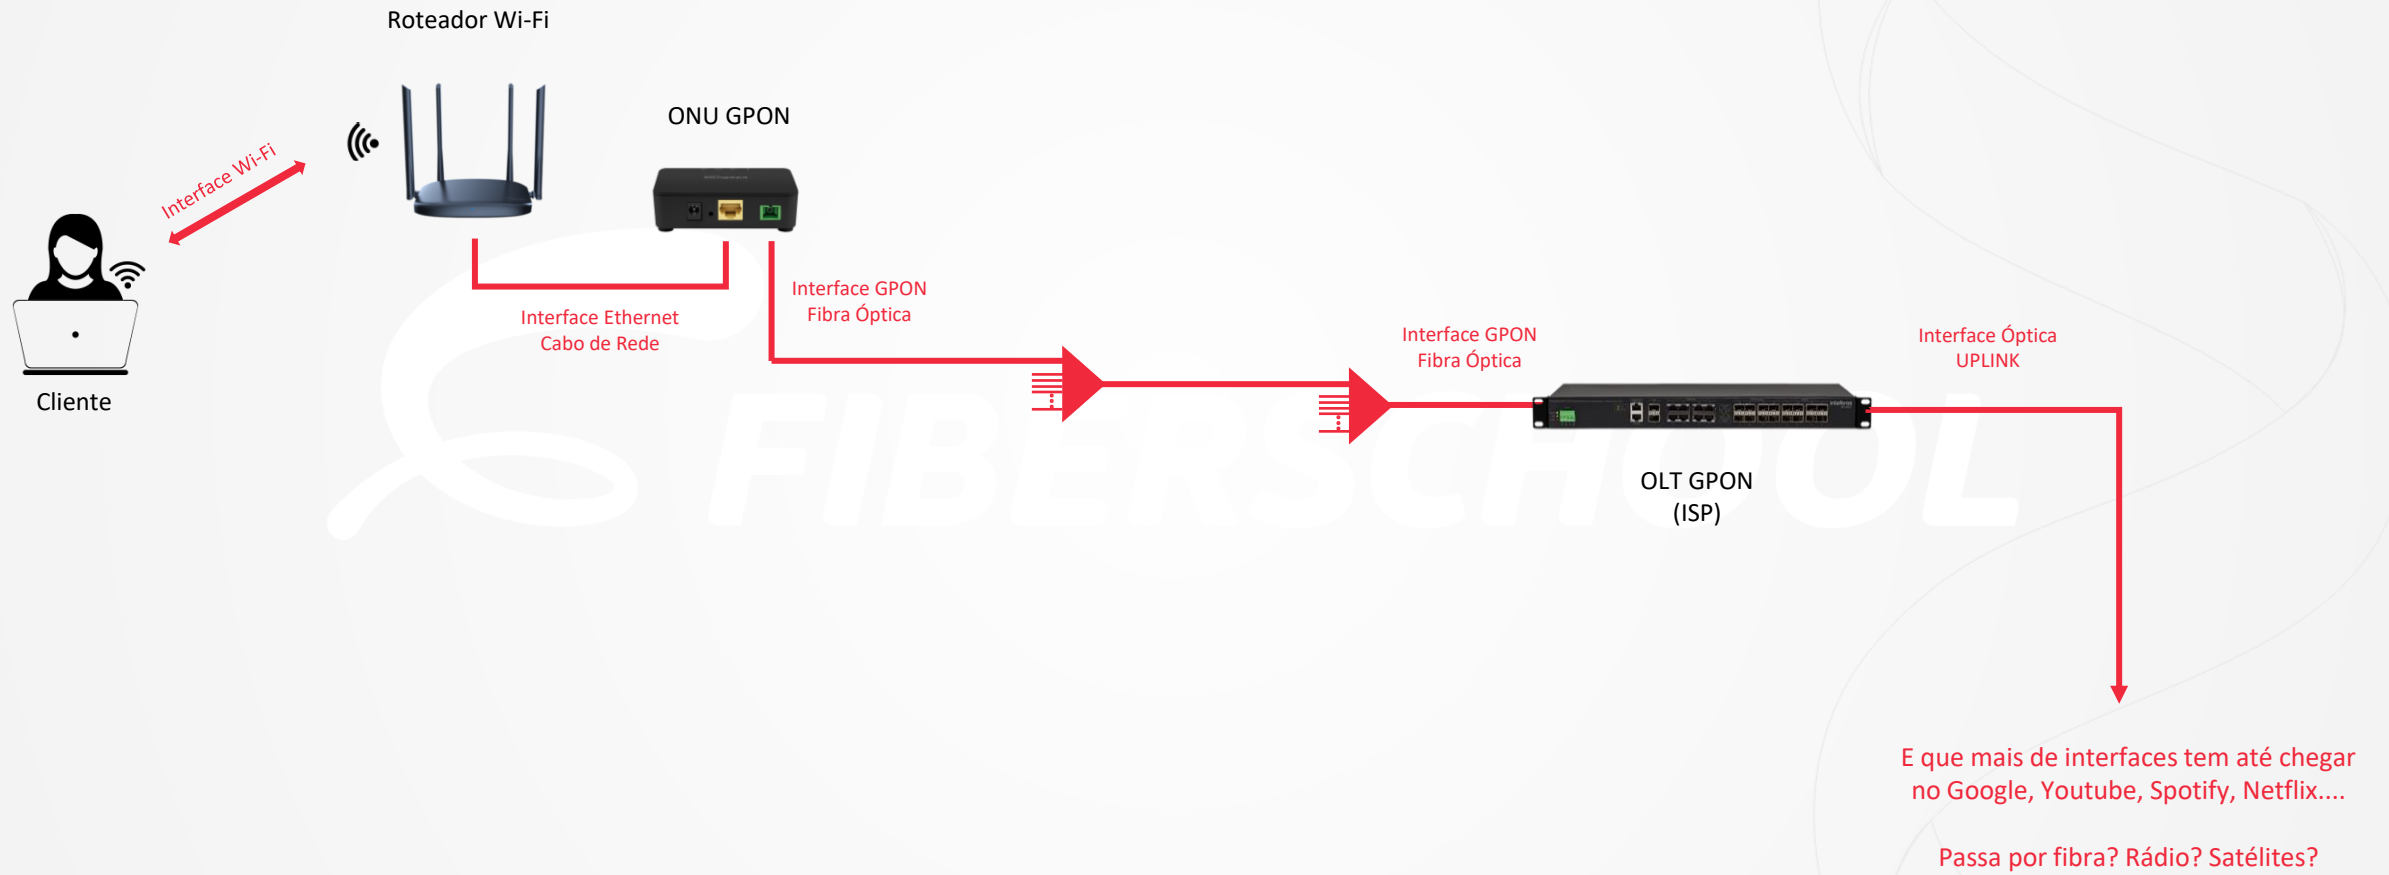 Roteador Wi-Fi
ONU GPON
Interface Wi-Fi
Cliente
Interface Ethernet
Cabo de Rede
Interface GPON
Fibra Óptica
Interface GPON
Fibra Óptica
OLT GPON
(ISP)
Interface Óptica
UPLINK
FIBERSCHOOL
intelbras
E que mais de interfaces tem até chegar
no Google, Youtube, Spotify, Netflix....
Passa por fibra? Rádio? Satélites?